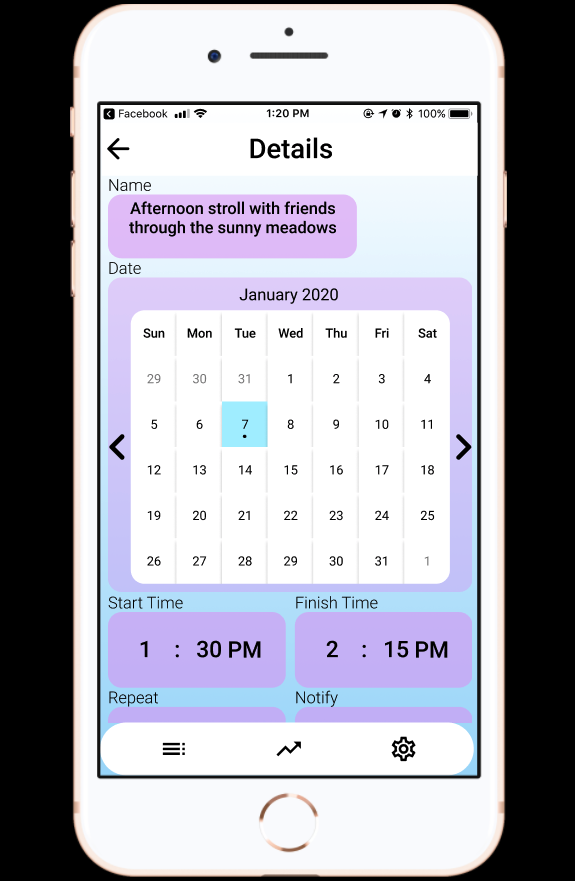 Facebook 1:20 PM 100%
Details
Name
Afternoon stroll with friends
through the sunny meadows
Date
January 2020
Sun Mon Tue Wed Thu Fri Sat
29 30 31 1 2 3 4
5 6 7 8 9 10 11
12 13 14 15 16 17 18
19 20 21 22 23 24 25
26 27 28 29 30 31 1
Start Time Finish Time
1 : 30 PM 2 : 15 PM
Repeat Notify